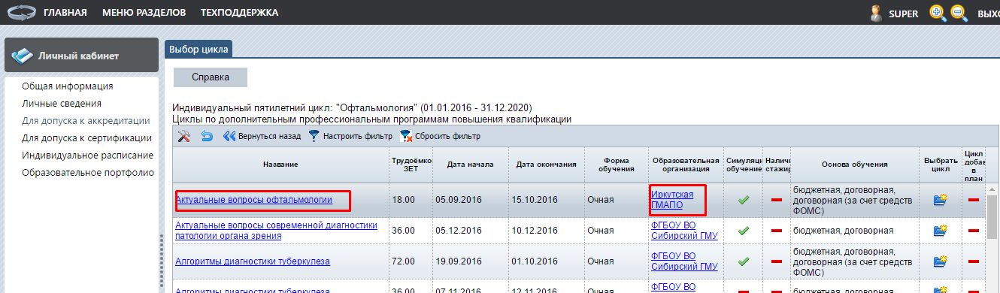 ГЛАВНАЯ МЕНЮ РАЗДЕЛОВ ТЕХПОДДЕРЖКА SUPER ВЫХО
Личный кабинет
Общая информация
Личные сведения
Для допуска к аккредитации
Для допуска к сертификации
Индивидуальное расписание
Образовательное портфолио
Выбор цикла
Справка
Индивидуальный пятилетний цикл: "Офтальмология" (01.01.2016 - 31.12.2020)
Циклы по дополнительным профессиональным программам повышения квалификации
Вернуться назад Настроить фильтр Сбросить фильтр
Название
Трудоёмкос
ЗЕТ
Дата начала
Дата окончания
Форма
обучения
Образовательная
организация
Симуляци
обучение
Наличи
стажир
Основа обучения
Выбрать
цикл
Цикл
добав
в
план
Актуальные вопросы офтальмологии
18.00
05.09.2016
15.10.2016
Очная
Иркутская
ГМАПО
бюджетная, договорная,
договорная (за счет средств
ФОМС)
Актуальные вопросы современной диагностики
патологии органа зрения
36.00
05.12.2016
10.12.2016
Очная
ФГБОУ ВО
Сибирский ГМУ
бюджетная, договорная
Алгоритмы диагностики туберкулеза
72.00
19.09.2016
01.10.2016
Очная
ФГБОУ ВО
Сибирский ГМУ
бюджетная, договорная,
договорная (за счет средств
ФОМС)
Алгоритмы диагностики туберкулеза
36.00
07.11.2016
12.11.2016
Очная
ФГБОУ ВО
бюджетная, договорная,